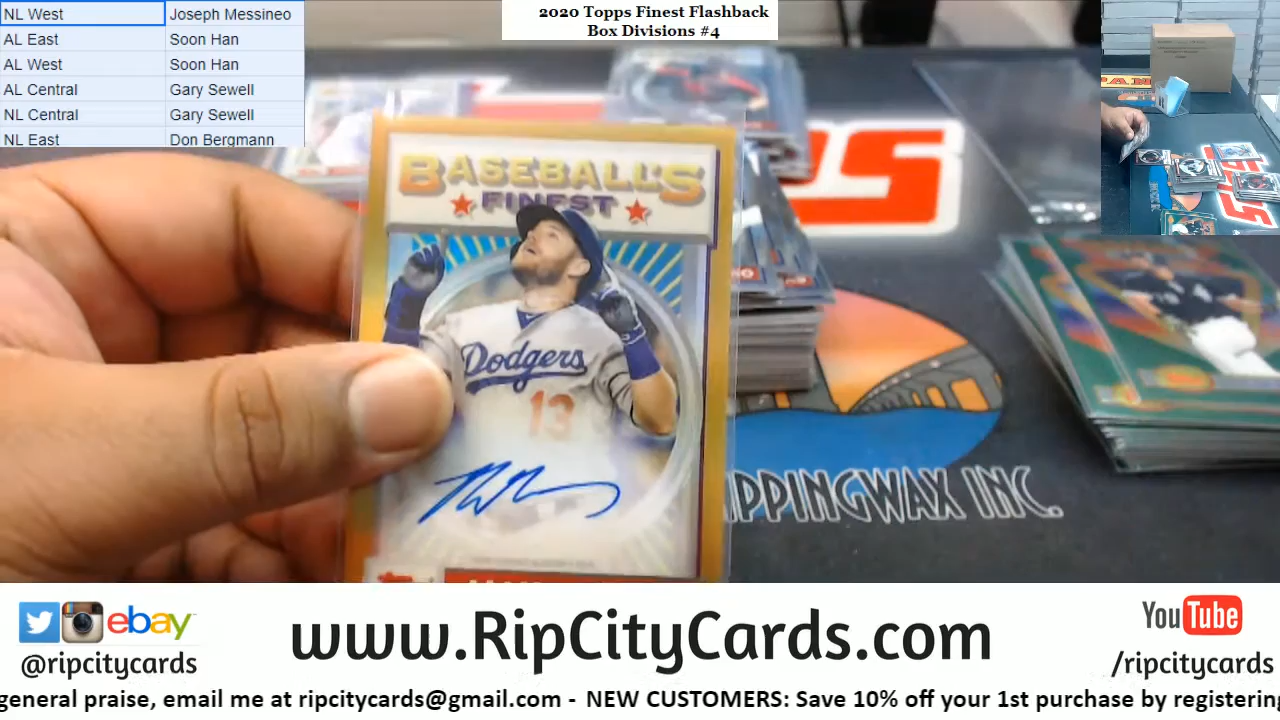 NL West Joseph Messineo
AL East Soon Han
AL West Soon Han
AL Central Gary Sewell
NL Central Gary Sewell
NL East Don Bergmann
2020 Topps Finest Flashback
Box Divisions #4
BASEBALL'S
FINEST
Dodgers
13
PPINGWAX INC.
ebay
@ripcitycards
www.RipCityCards.com
YouTube
/ripcitycards
general praise, email me at ripcitycards@gmail.com - NEW CUSTOMERS: Save 10% off your 1st purchase by registering